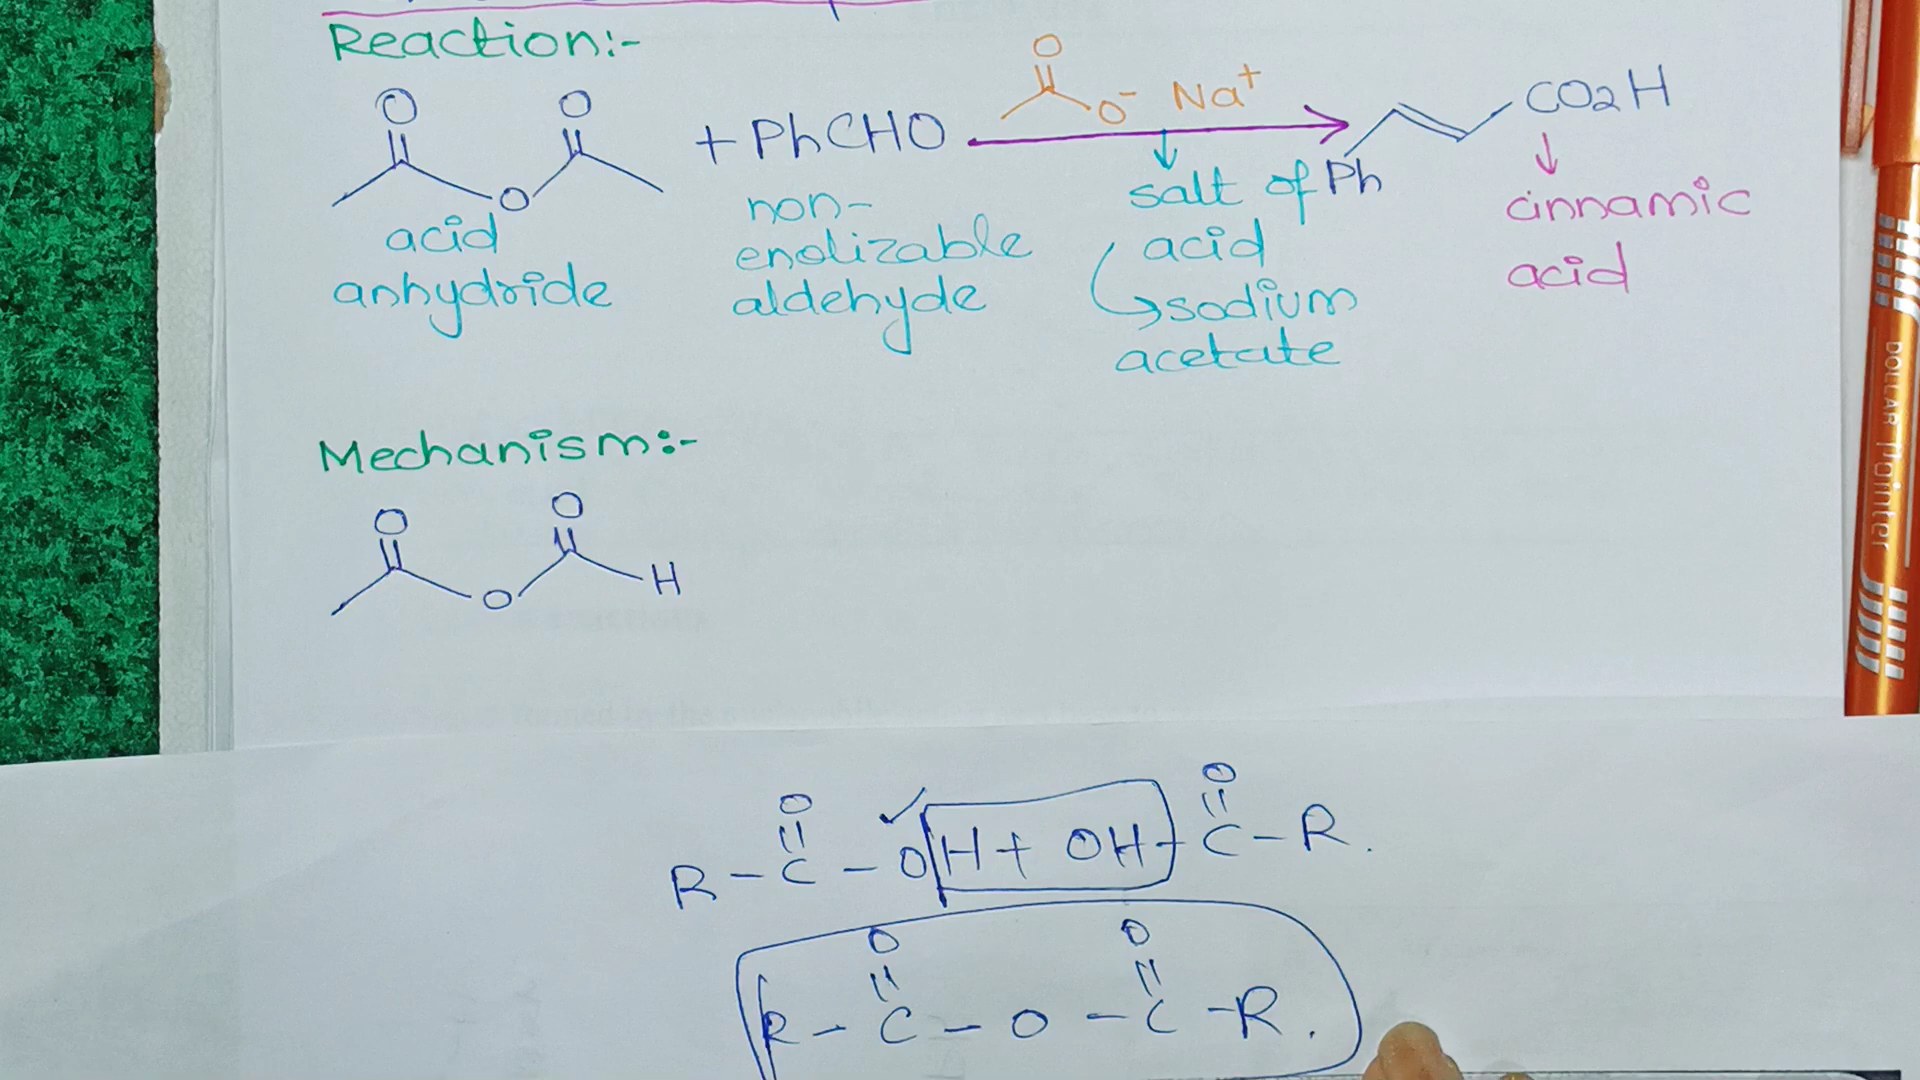 Reaction:-
O O
O
+ PhCHO
O
O⁻ Na⁺
Ph
CO2H
acid
anhydride
non-
enolizable
aldehyde
salt of
acid
sodium
acetate
cinnamic
acid
Mechanism:-
O O
O H
O O
R - C - OH + OH - C - R.
O O
R - C - O - C - R.
DOLLAR Pointer